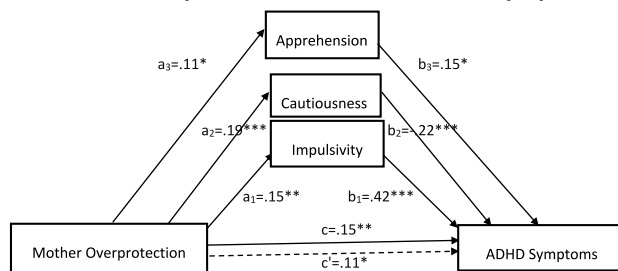 Apprehension
a₃=.11*
b₃=.15*
Cautiousness
a₂=.19***
b₂=-.22***
Impulsivity
a₁=.15**
b₁=.42***
c=.15**
Mother Overprotection
ADHD Symptoms
c'=.11*